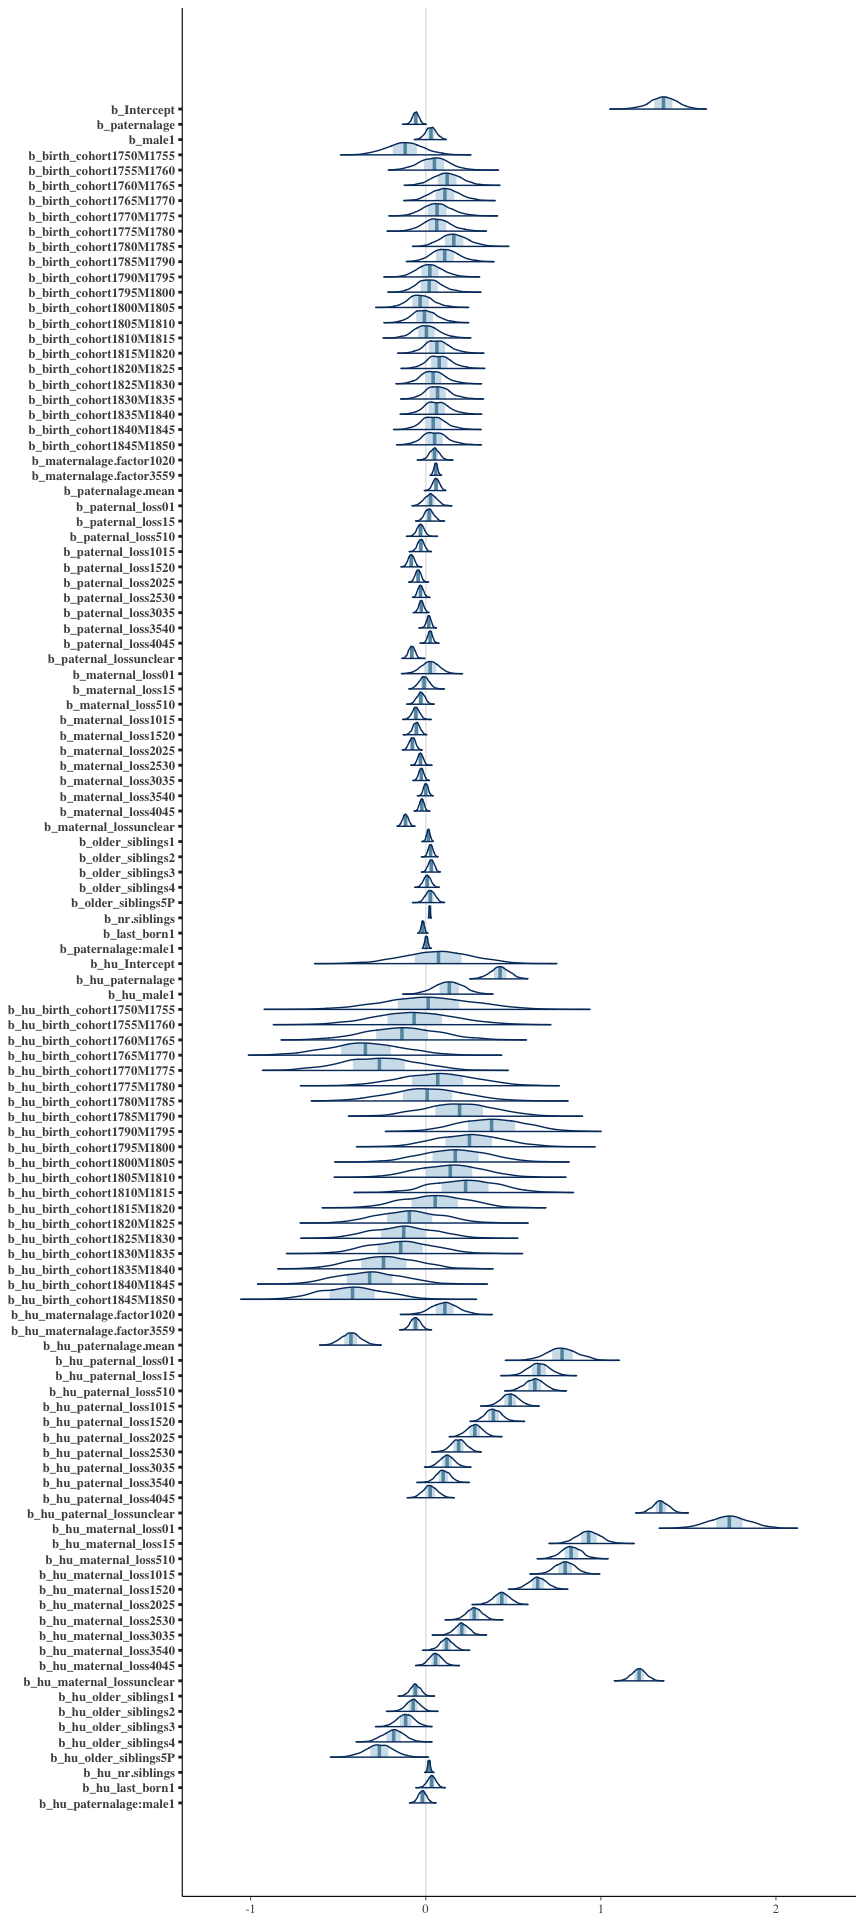 b_Intercept
b_paternalage
b_male1
b_birth_cohort1750M1755
b_birth_cohort1755M1760
b_birth_cohort1760M1765
b_birth_cohort1765M1770
b_birth_cohort1770M1775
b_birth_cohort1775M1780
b_birth_cohort1780M1785
b_birth_cohort1785M1790
b_birth_cohort1790M1795
b_birth_cohort1795M1800
b_birth_cohort1800M1805
b_birth_cohort1805M1810
b_birth_cohort1810M1815
b_birth_cohort1815M1820
b_birth_cohort1820M1825
b_birth_cohort1825M1830
b_birth_cohort1830M1835
b_birth_cohort1835M1840
b_birth_cohort1840M1845
b_birth_cohort1845M1850
b_maternalage.factor1020
b_maternalage.factor3559
b_paternalage.mean
b_paternal_loss01
b_paternal_loss15
b_paternal_loss510
b_paternal_loss1015
b_paternal_loss1520
b_paternal_loss2025
b_paternal_loss2530
b_paternal_loss3035
b_paternal_loss3540
b_paternal_loss4045
b_paternal_lossunclear
b_maternal_loss01
b_maternal_loss15
b_maternal_loss510
b_maternal_loss1015
b_maternal_loss1520
b_maternal_loss2025
b_maternal_loss2530
b_maternal_loss3035
b_maternal_loss3540
b_maternal_loss4045
b_maternal_lossunclear
b_older_siblings1
b_older_siblings2
b_older_siblings3
b_older_siblings4
b_older_siblings5P
b_nr.siblings
b_last_born1
b_paternalage:male1
b_hu_Intercept
b_hu_paternalage
b_hu_male1
b_hu_birth_cohort1750M1755
b_hu_birth_cohort1755M1760
b_hu_birth_cohort1760M1765
b_hu_birth_cohort1765M1770
b_hu_birth_cohort1770M1775
b_hu_birth_cohort1775M1780
b_hu_birth_cohort1780M1785
b_hu_birth_cohort1785M1790
b_hu_birth_cohort1790M1795
b_hu_birth_cohort1795M1800
b_hu_birth_cohort1800M1805
b_hu_birth_cohort1805M1810
b_hu_birth_cohort1810M1815
b_hu_birth_cohort1815M1820
b_hu_birth_cohort1820M1825
b_hu_birth_cohort1825M1830
b_hu_birth_cohort1830M1835
b_hu_birth_cohort1835M1840
b_hu_birth_cohort1840M1845
b_hu_birth_cohort1845M1850
b_hu_maternalage.factor1020
b_hu_maternalage.factor3559
b_hu_paternalage.mean
b_hu_paternal_loss01
b_hu_paternal_loss15
b_hu_paternal_loss510
b_hu_paternal_loss1015
b_hu_paternal_loss1520
b_hu_paternal_loss2025
b_hu_paternal_loss2530
b_hu_paternal_loss3035
b_hu_paternal_loss3540
b_hu_paternal_loss4045
b_hu_paternal_lossunclear
b_hu_maternal_loss01
b_hu_maternal_loss15
b_hu_maternal_loss510
b_hu_maternal_loss1015
b_hu_maternal_loss1520
b_hu_maternal_loss2025
b_hu_maternal_loss2530
b_hu_maternal_loss3035
b_hu_maternal_loss3540
b_hu_maternal_loss4045
b_hu_maternal_lossunclear
b_hu_older_siblings1
b_hu_older_siblings2
b_hu_older_siblings3
b_hu_older_siblings4
b_hu_older_siblings5P
b_hu_nr.siblings
b_hu_last_born1
b_hu_paternalage:male1
-1 0 1 2